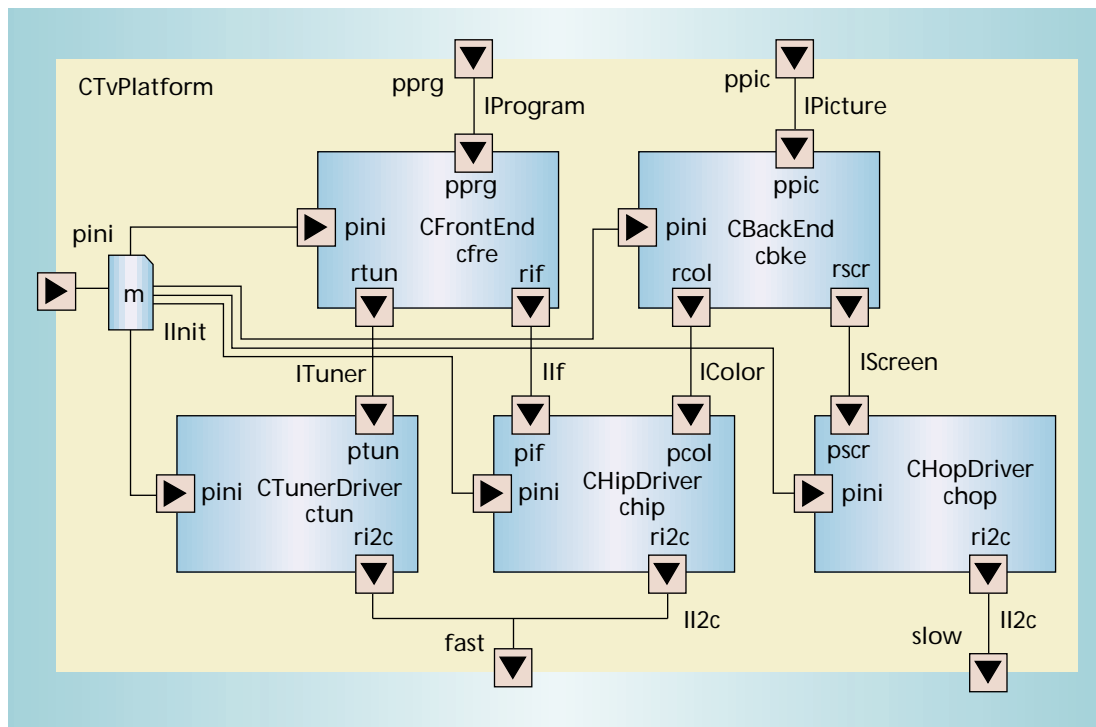 CTvPlatform
pprg
IProgram
ppic
IPicture
pprg
ppic
pini
CFrontEnd
cfre
pini
CBackEnd
cbke
pini
rtun
rif
rcol
rscr
m
IInit
ITuner
IIf
IColor
IScreen
ptun
pif
pcol
pscr
pini
CTunerDriver
ctun
pini
CHipDriver
chip
pini
CHopDriver
chop
ri2c
ri2c
ri2c
fast
II2c
slow
II2c